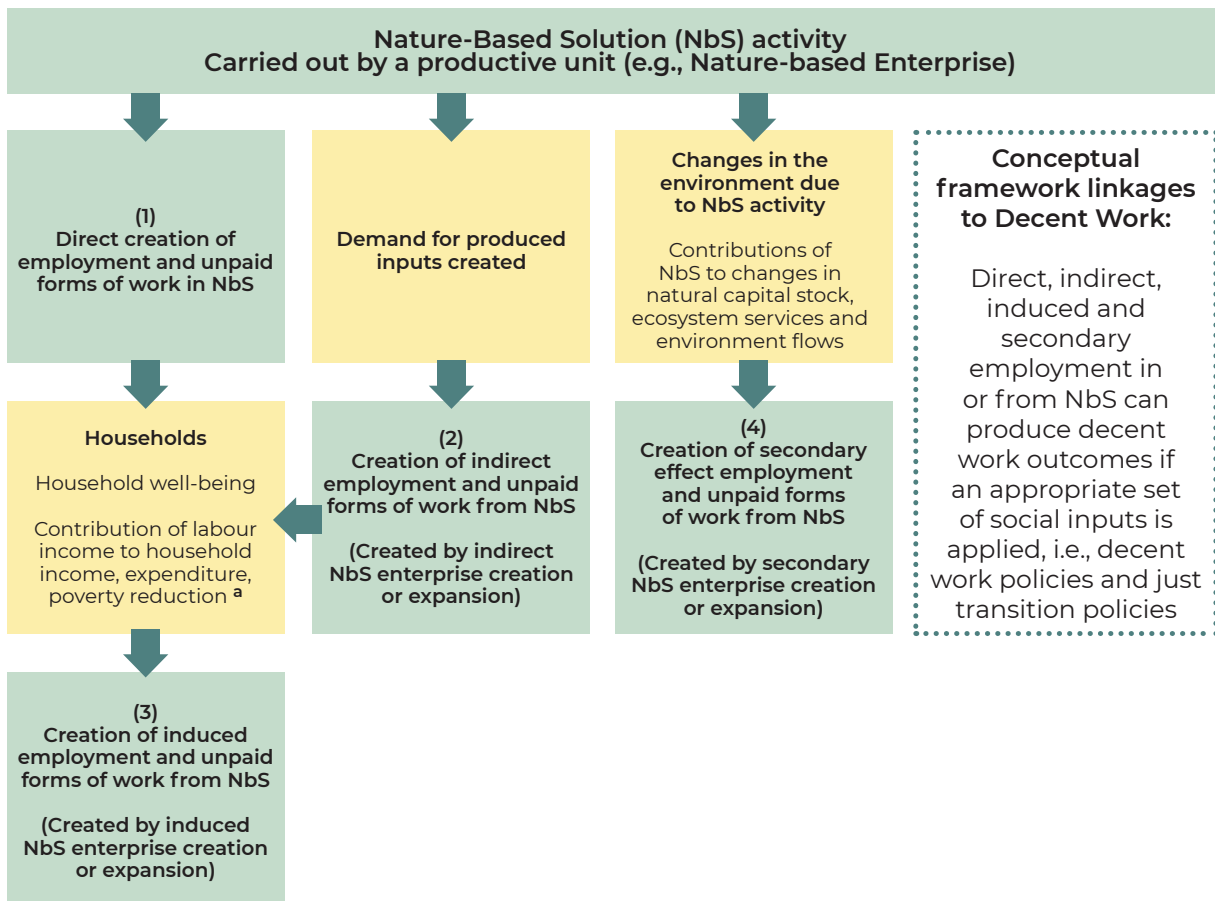 Nature-Based Solution (NbS) activity
Carried out by a productive unit (e.g., Nature-based Enterprise)
(1)
Direct creation of
employment and unpaid
forms of work in NbS
Demand for produced
inputs created
Changes in the
environment due
to NbS activity
Contributions of
NbS to changes in
natural capital stock,
ecosystem services and
environment flows
Conceptual
framework linkages
to Decent Work:
Direct, indirect,
induced and
secondary
employment in
or from NbS can
produce decent
work outcomes if
an appropriate set
of social inputs is
applied, i.e., decent
work policies and just
transition policies
Households
Household well-being
Contribution of labour
income to household
income, expenditure,
poverty reduction a
(2)
Creation of indirect
employment and unpaid
forms of work from NbS
(Created by indirect
NbS enterprise creation
or expansion)
(4)
Creation of secondary
effect employment
and unpaid forms
of work from NbS
(Created by secondary
NbS enterprise creation
or expansion)
(3)
Creation of induced
employment and unpaid
forms of work from NbS
(Created by induced
NbS enterprise creation
or expansion)